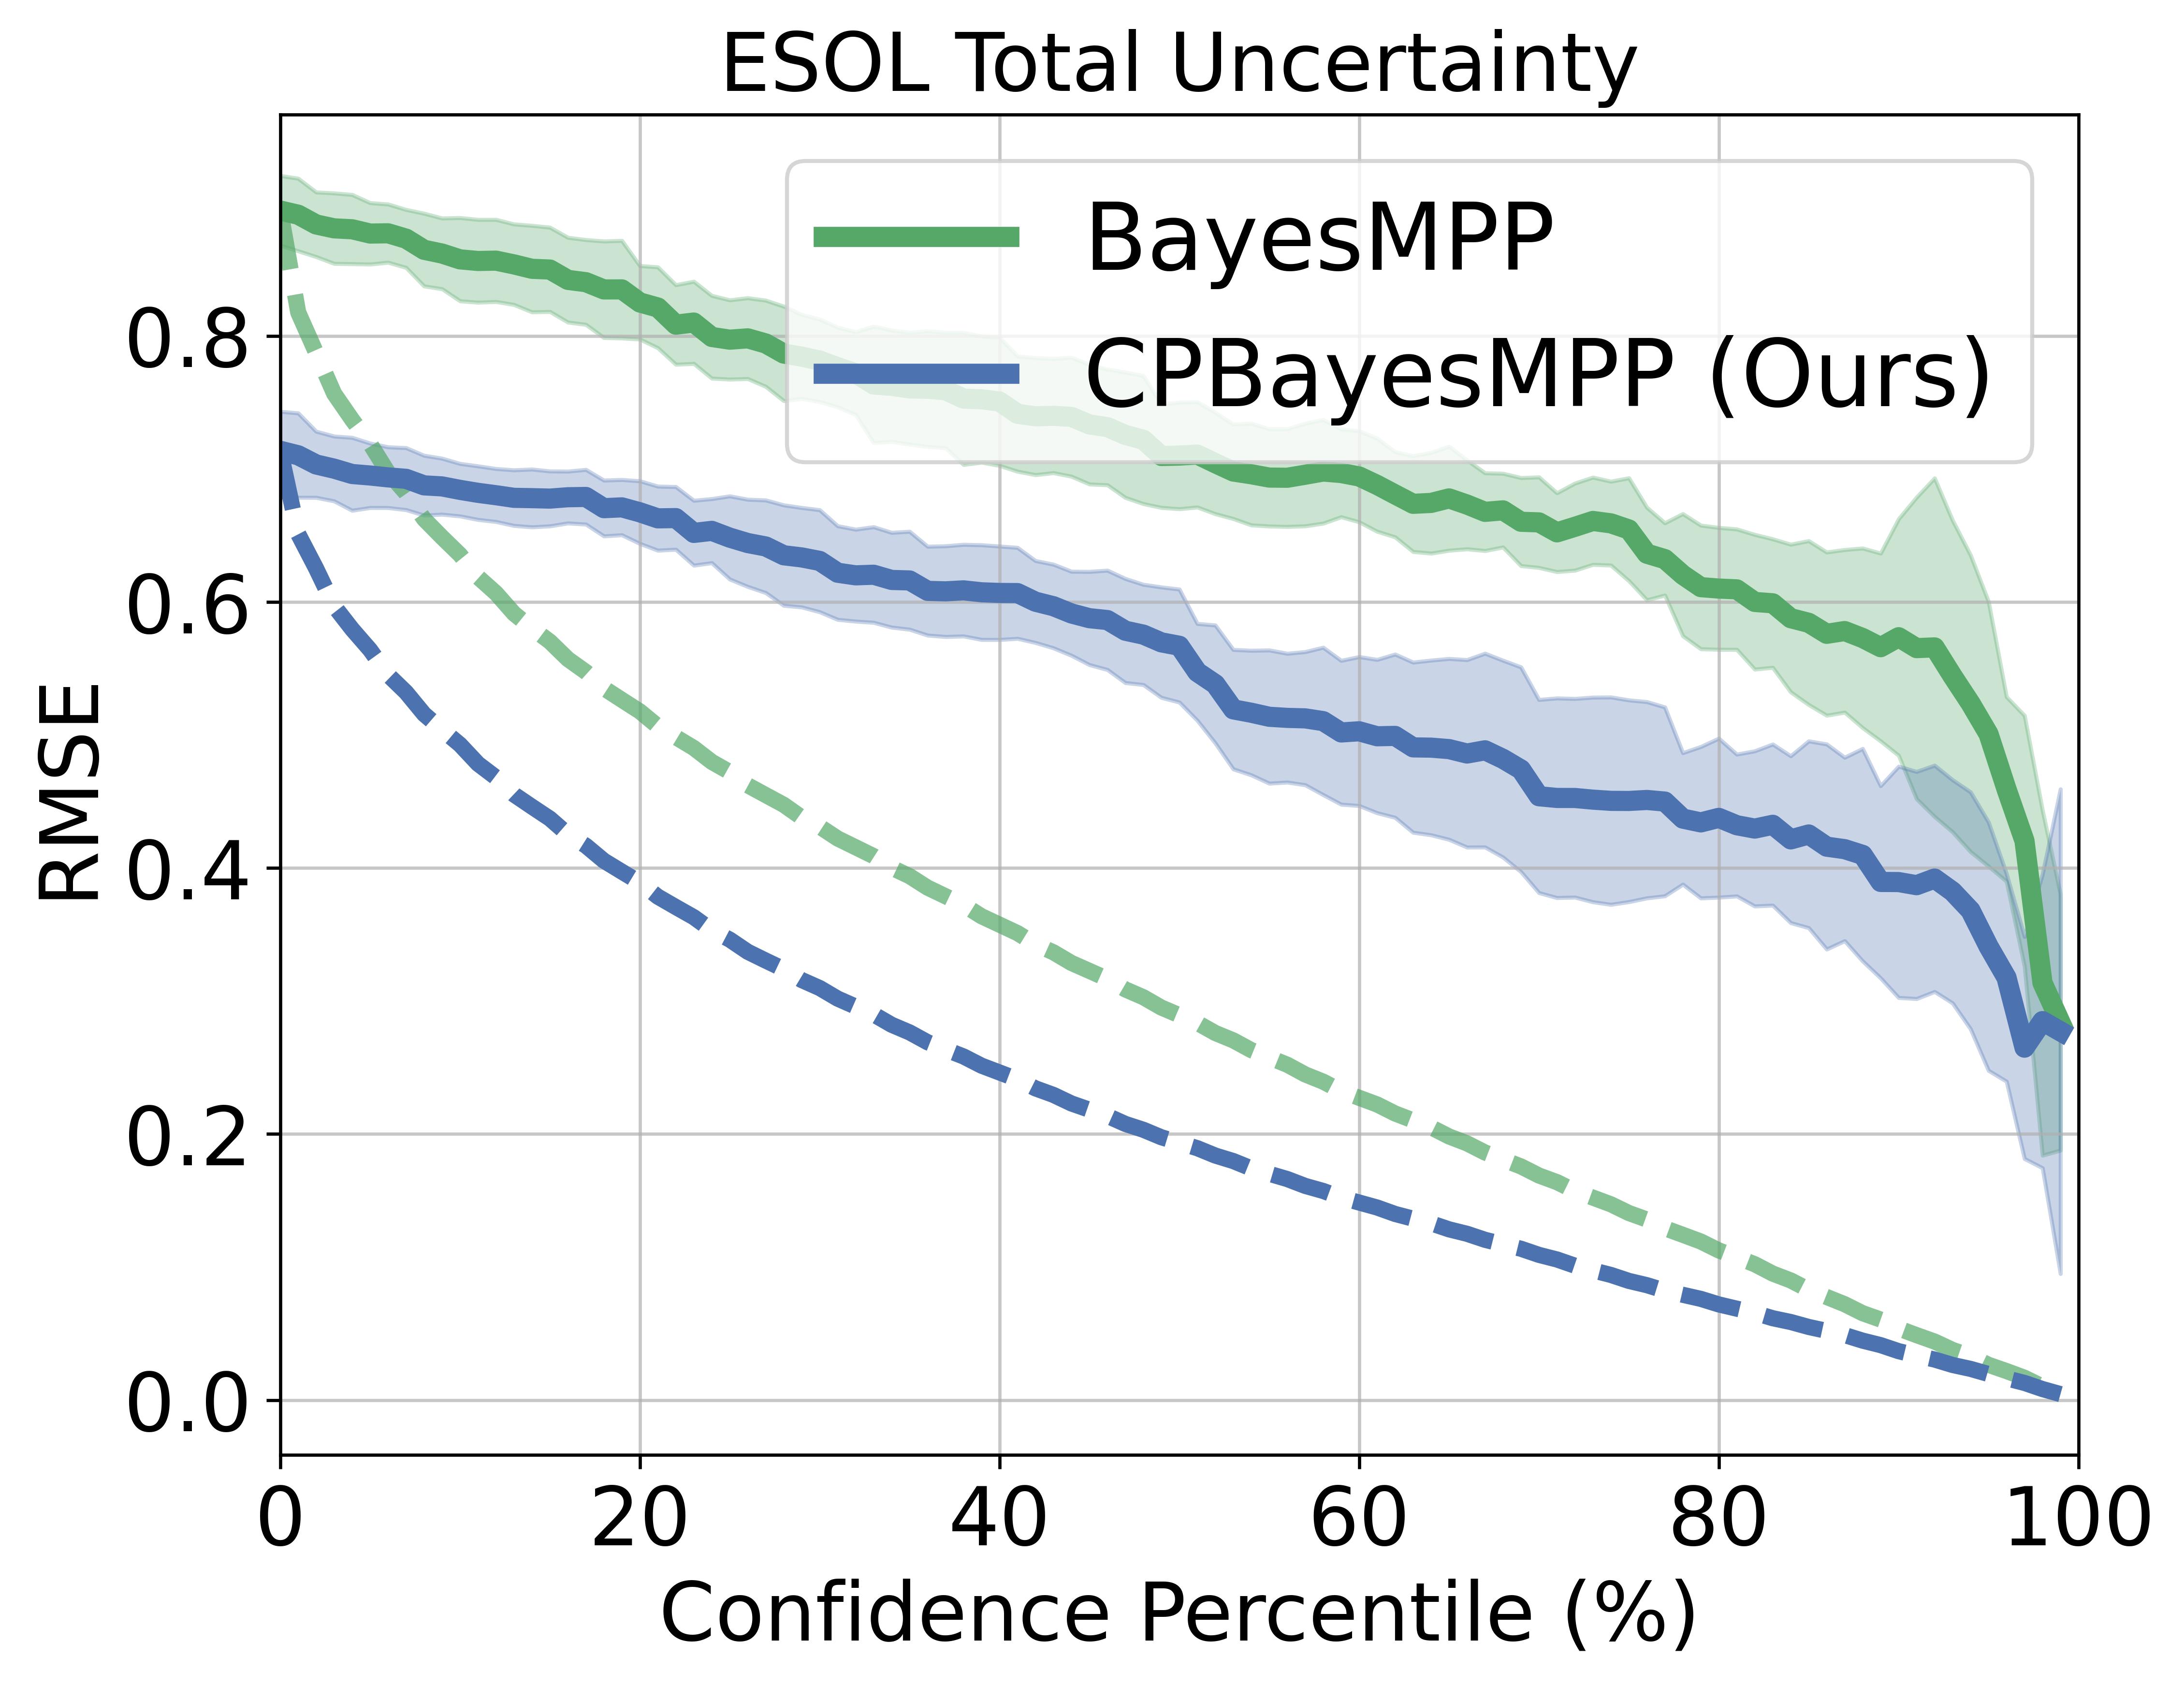 ESOL Total Uncertainty
BayesMPP
CPBayesMPP (Ours)
RMSE
0.8
0.6
0.4
0.2
0.0
0 20 40 60 80 100
Confidence Percentile (%)